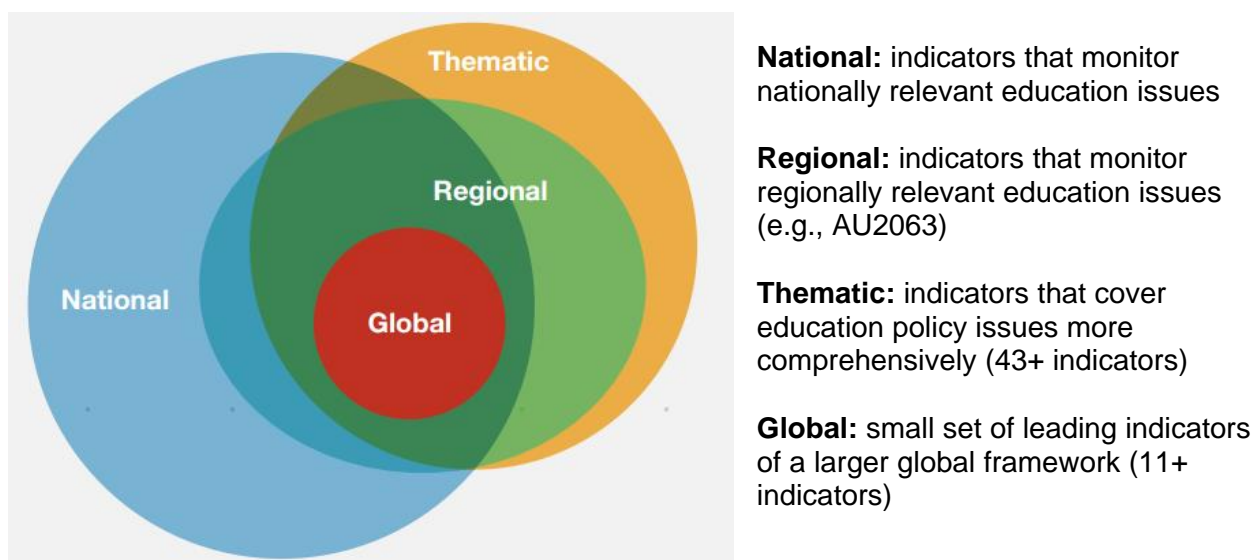 Thematic
Regional
National
Global
National: indicators that monitor
nationally relevant education issues
Regional: indicators that monitor
regionally relevant education issues
(e.g., AU2063)
Thematic: indicators that cover
education policy issues more
comprehensively (43+ indicators)
Global: small set of leading indicators
of a larger global framework (11+
indicators)